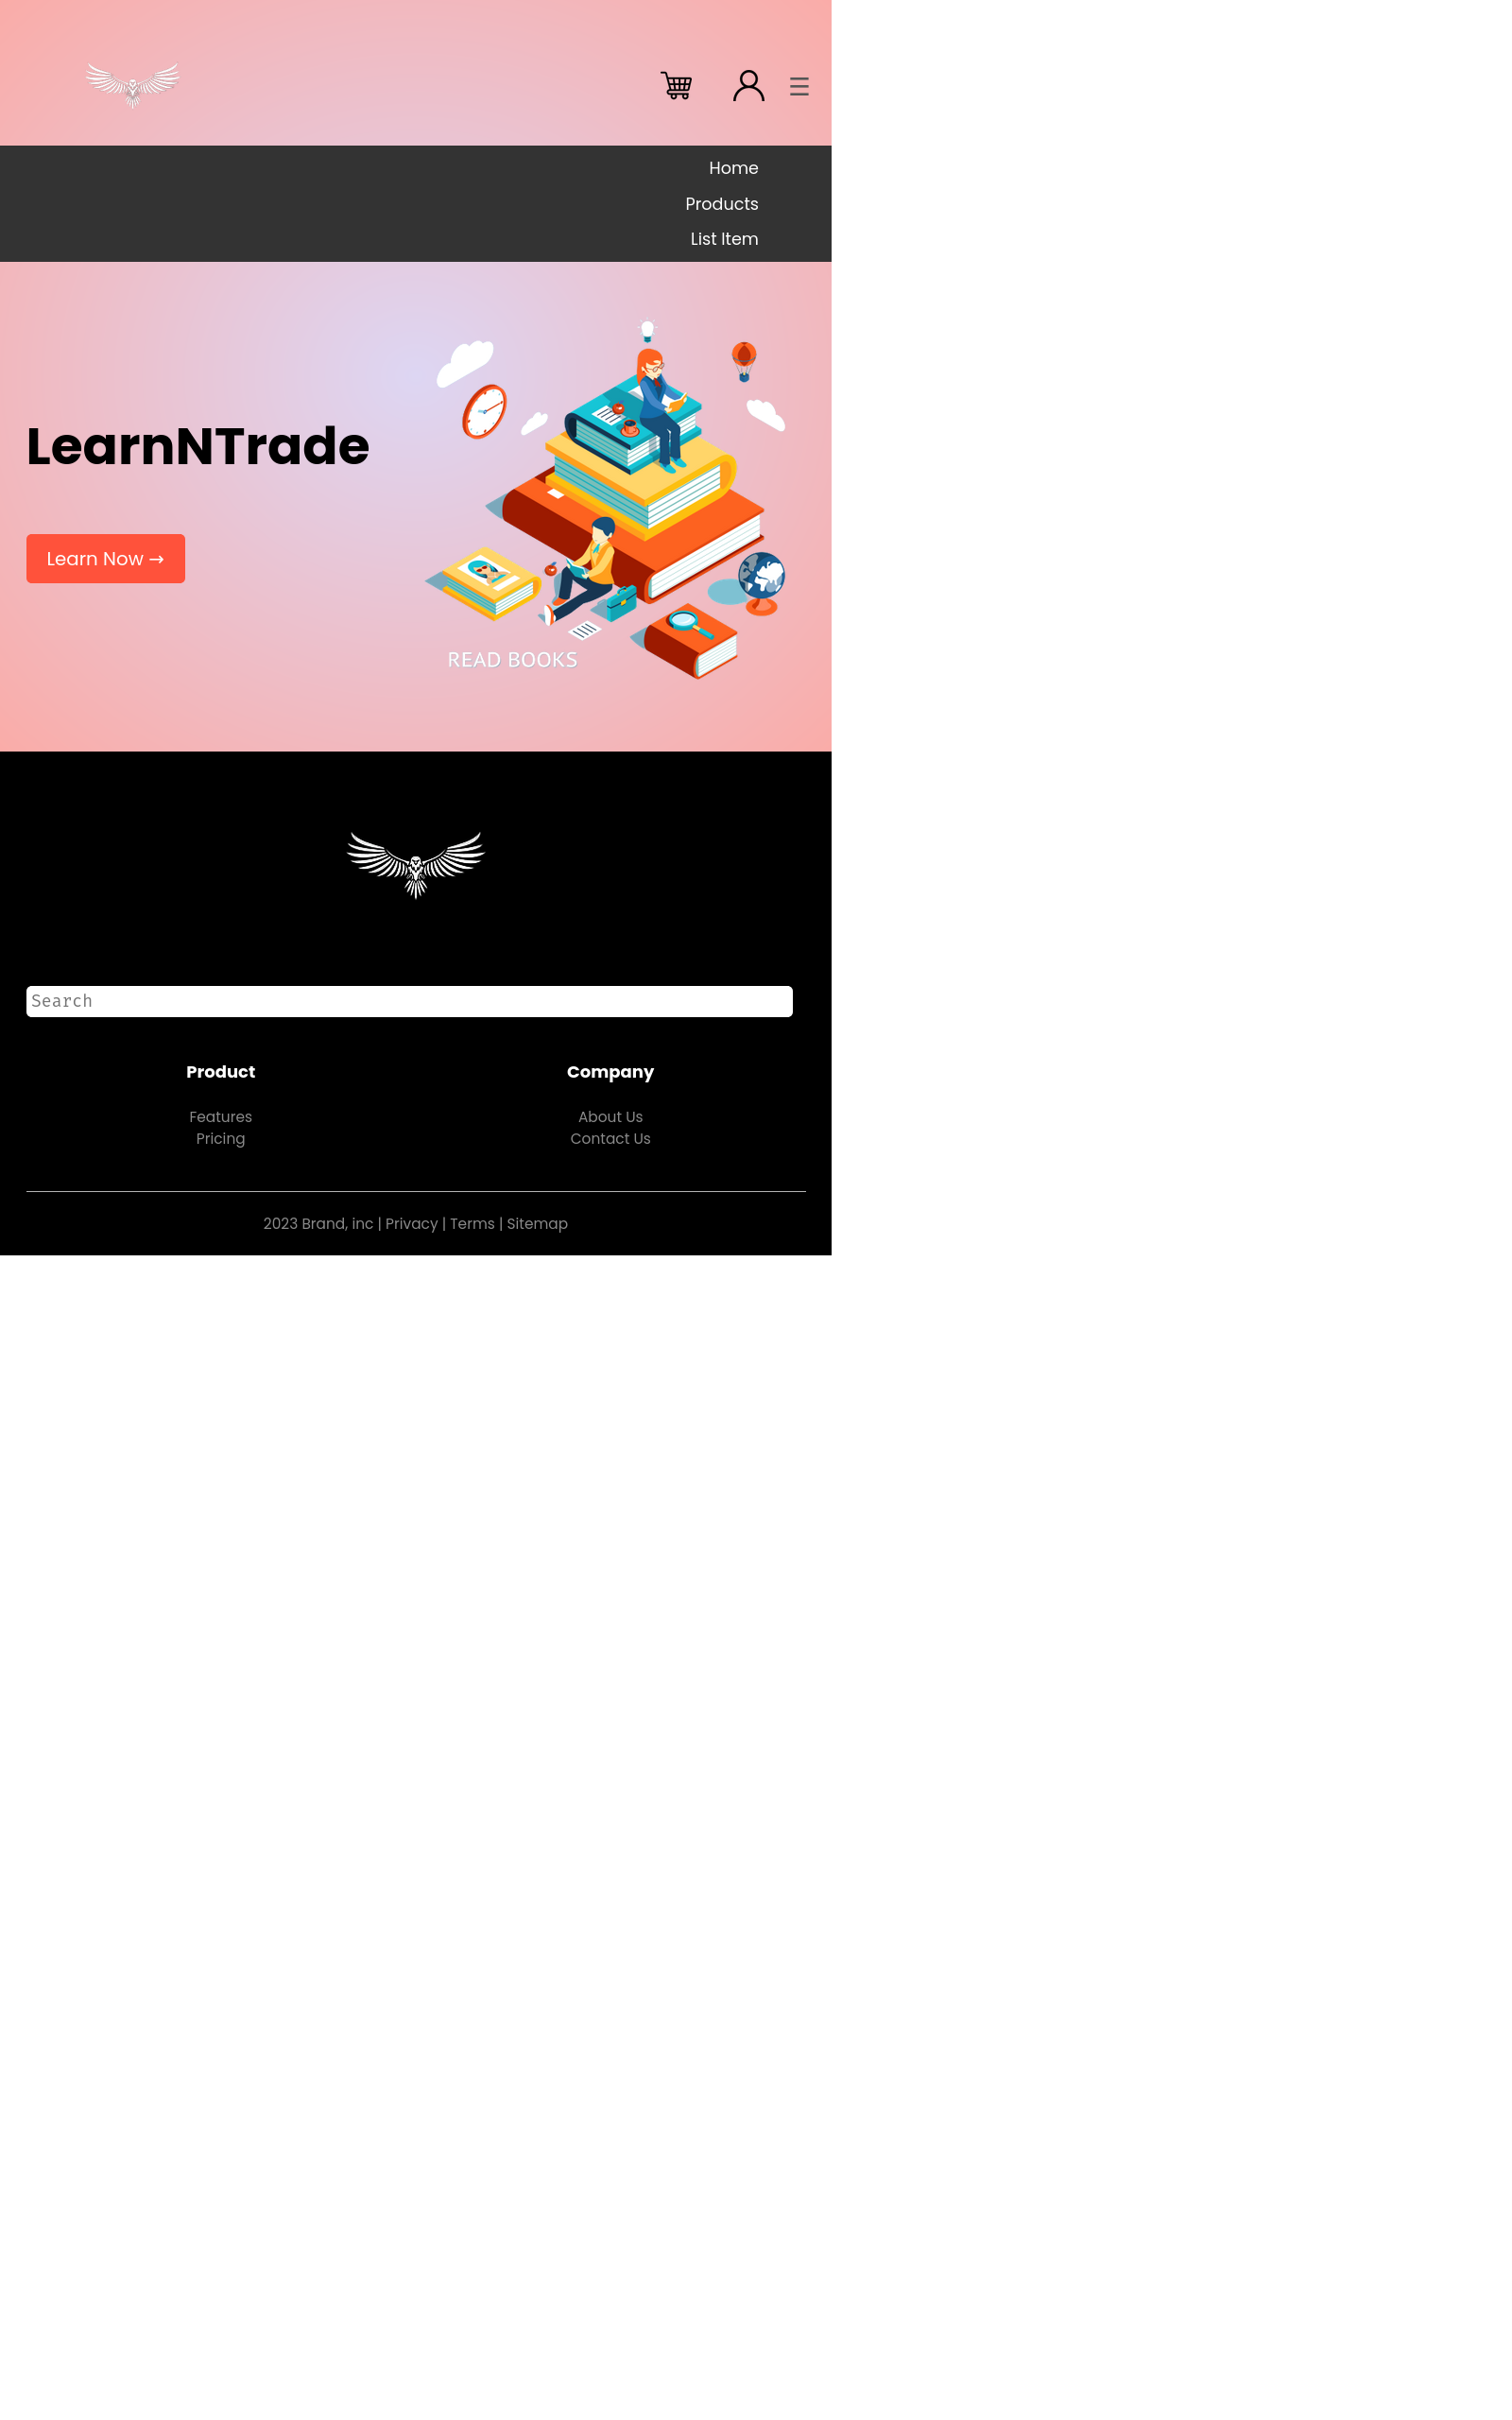 Home
Products
List Item
LearnNTrade
Learn Now →
READ BOOKS
Search
Product
Company
Features
About Us
Pricing
Contact Us
2023 Brand, inc | Privacy | Terms | Sitemap